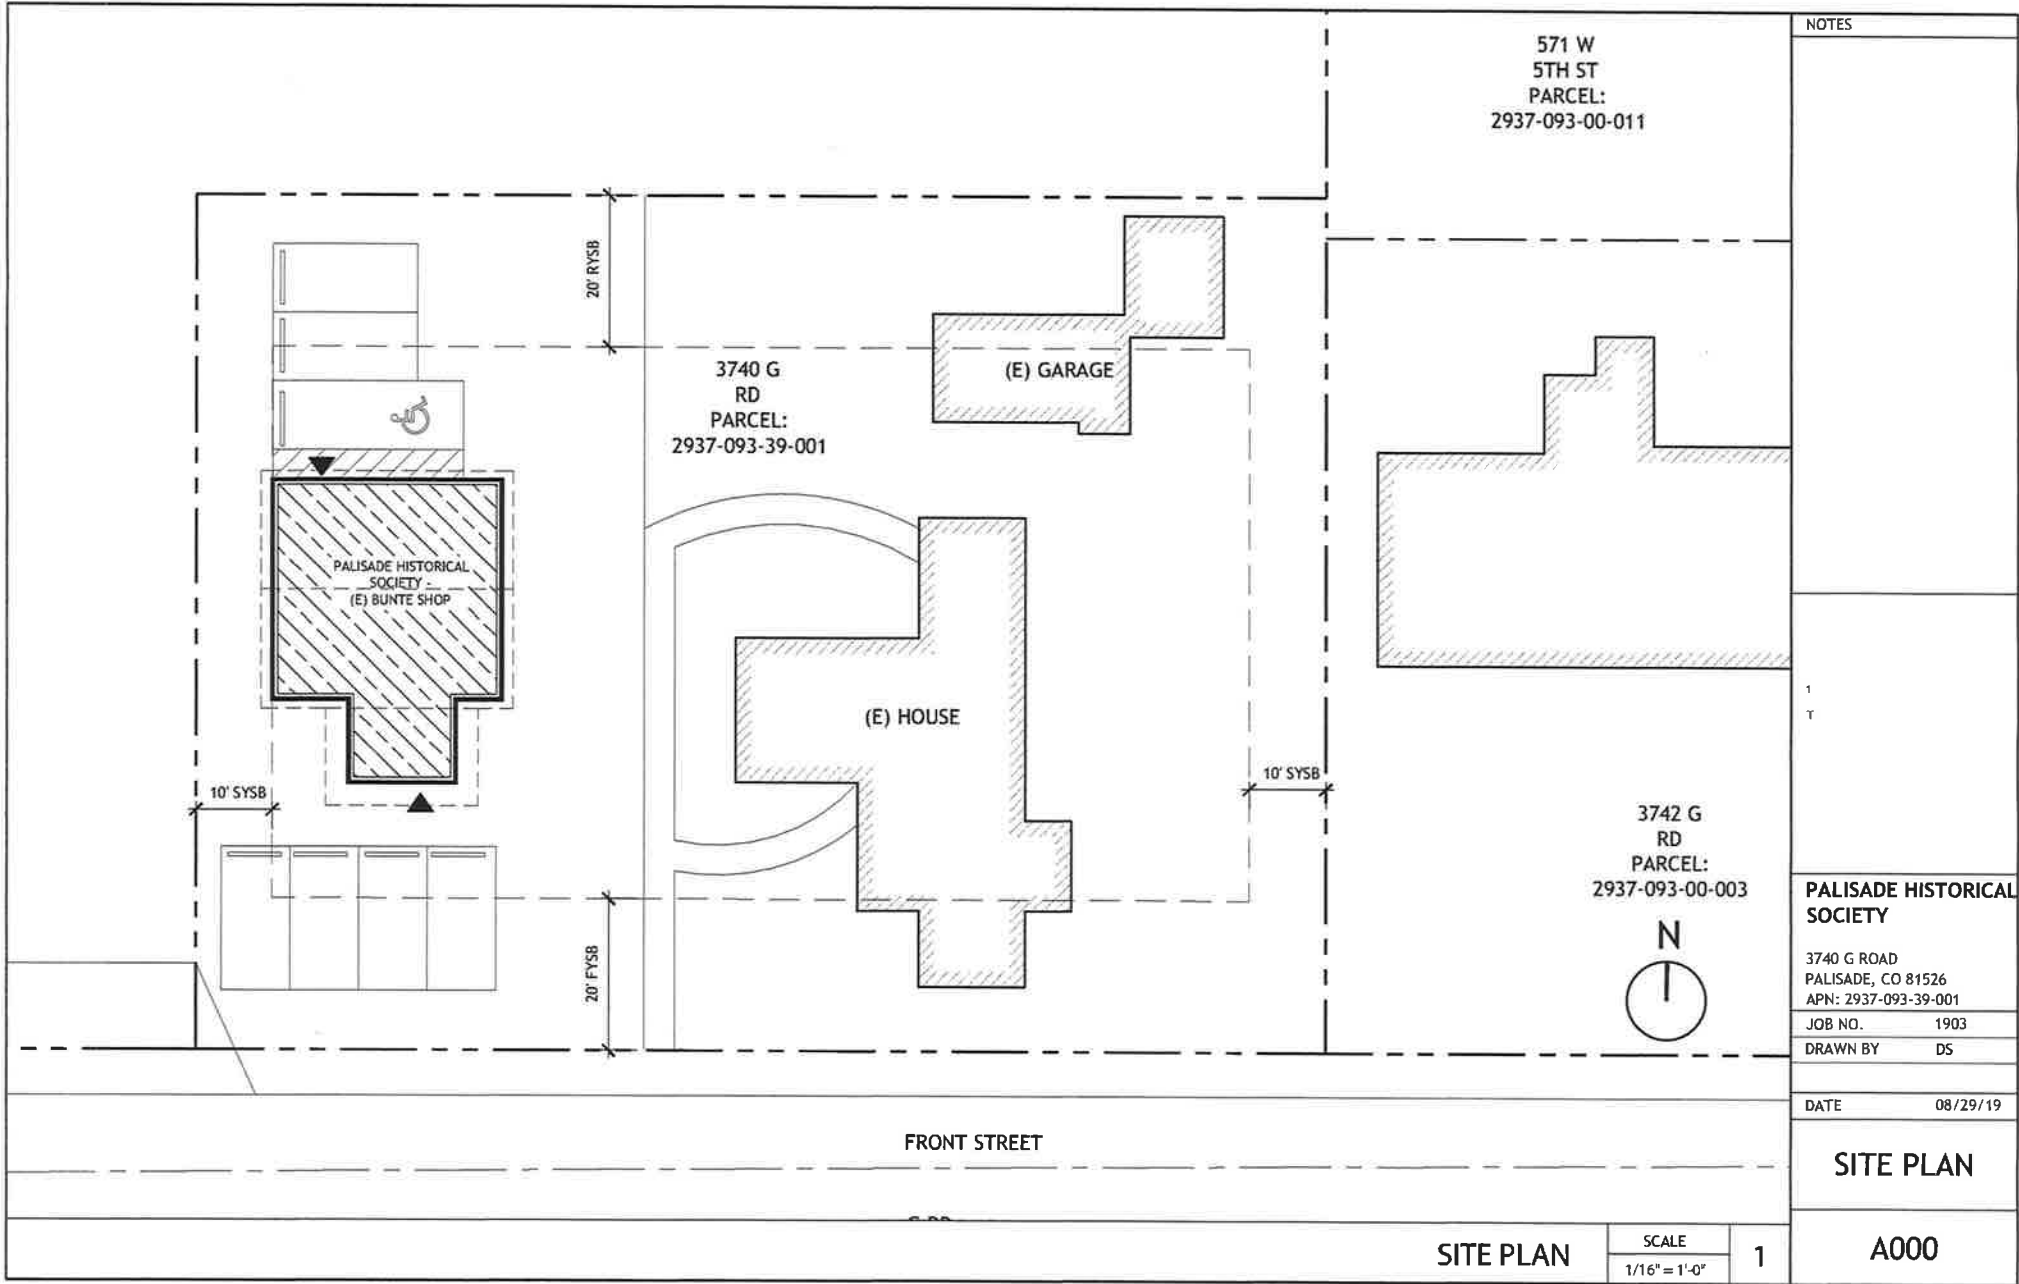 NOTES
571 W
5TH ST
PARCEL:
2937-093-00-011
20' RYSB
3740 G
RD
PARCEL:
2937-093-39-001
(E) GARAGE
PALISADE HISTORICAL
SOCIETY -
(E) BUNTE SHOP
(E) HOUSE
10' SYSB
10' SYSB
3742 G
RD
PARCEL:
2937-093-00-003
N
20' FYSB
FRONT STREET
SITE PLAN
SCALE
1/16" = 1'-0"
1
1
PALISADE HISTORICAL
SOCIETY
3740 G ROAD
PALISADE, CO 81526
APN: 2937-093-39-001
JOB NO. 1903
DRAWN BY DS
DATE 08/29/19
SITE PLAN
A000